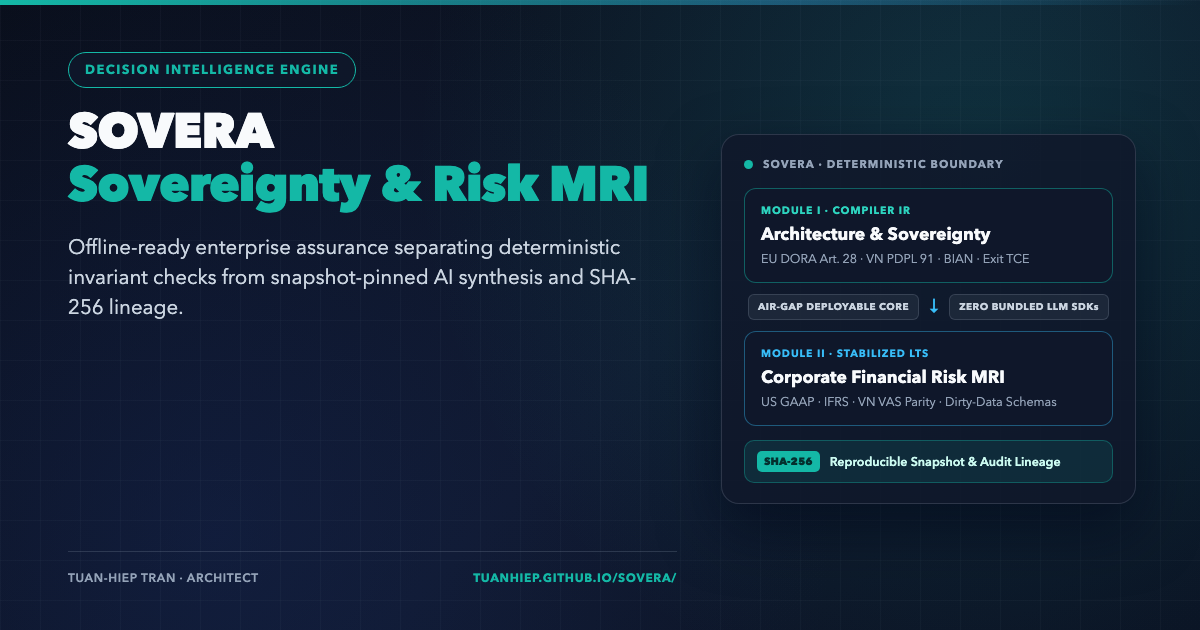 DECISION INTELLIGENCE ENGINE
SOVERA
Sovereignty & Risk MRI
Offline-ready enterprise assurance separating deterministic
invariant checks from snapshot-pinned AI synthesis and SHA-
256 lineage.
TUAN-HIEP TRAN · ARCHITECT
TUANHIEP.GITHUB.IO/SOVERA/
SOVERA · DETERMINISTIC BOUNDARY
MODULE I · COMPILER IR
Architecture & Sovereignty
EU DORA Art. 28 · VN PDPL 91 · BIAN · Exit TCE
AIR-GAP DEPLOYABLE CORE ↓ ZERO BUNDLED LLM SDKs
MODULE II · STABILIZED LTS
Corporate Financial Risk MRI
US GAAP · IFRS · VN VAS Parity · Dirty-Data Schemas
SHA-256 Reproducible Snapshot & Audit Lineage